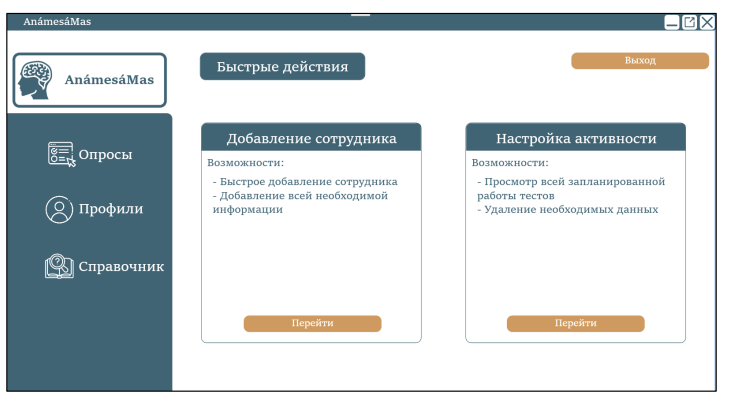 AnámesáMas
AnámesáMas
Быстрые действия
Выход
Опросы
Профили
Справочник
Добавление сотрудника
Возможности:
- Быстрое добавление сотрудника
- Добавление всей необходимой
информации
Перейти
Настройка активности
Возможности:
- Просмотр всей запланированной
работы тестов
- Удаление необходимых данных
Перейти